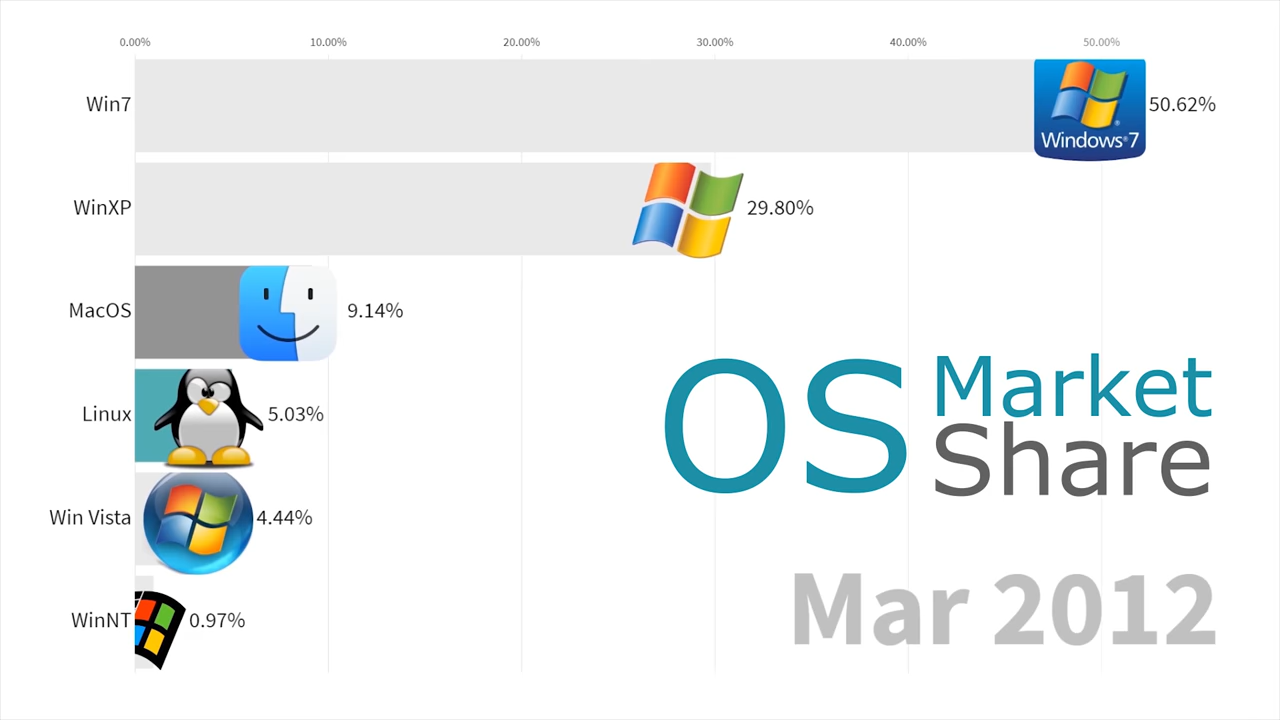 0.00% 10.00% 20.00% 30.00% 40.00% 50.00%
Win7 Windows®7 50.62%
WinXP 29.80%
MacOS 9.14%
Linux 5.03%
Win Vista 4.44%
WinNT 0.97%
OS Market
Share
Mar 2012